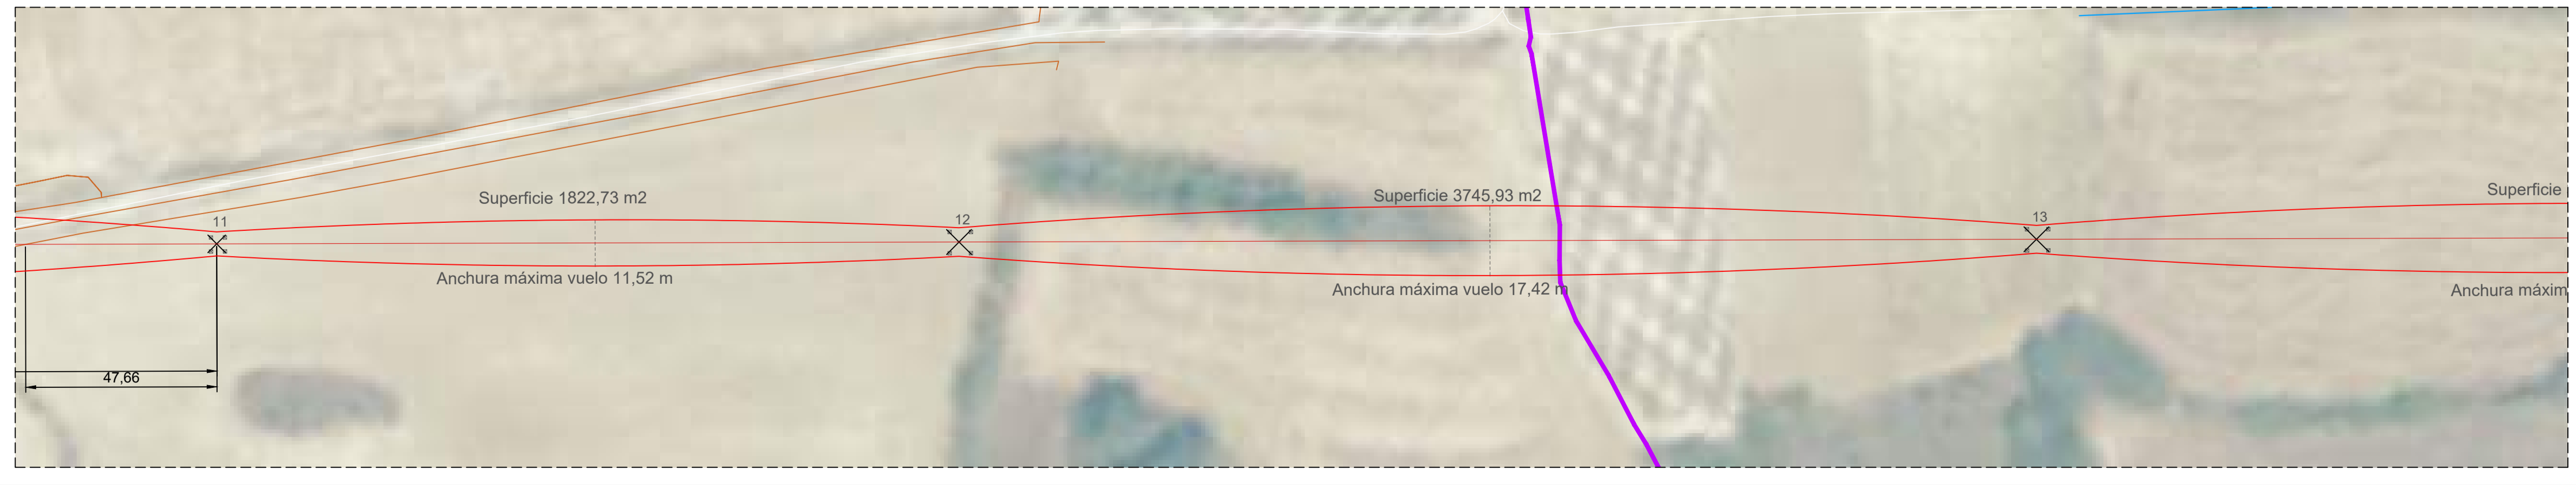 Superficie 1822,73 m2
Superficie 3745,93 m2
Superficie
11
12
13
Anchura máxima vuelo 11,52 m
Anchura máxima vuelo 17,42 m
Anchura máxim
47,66